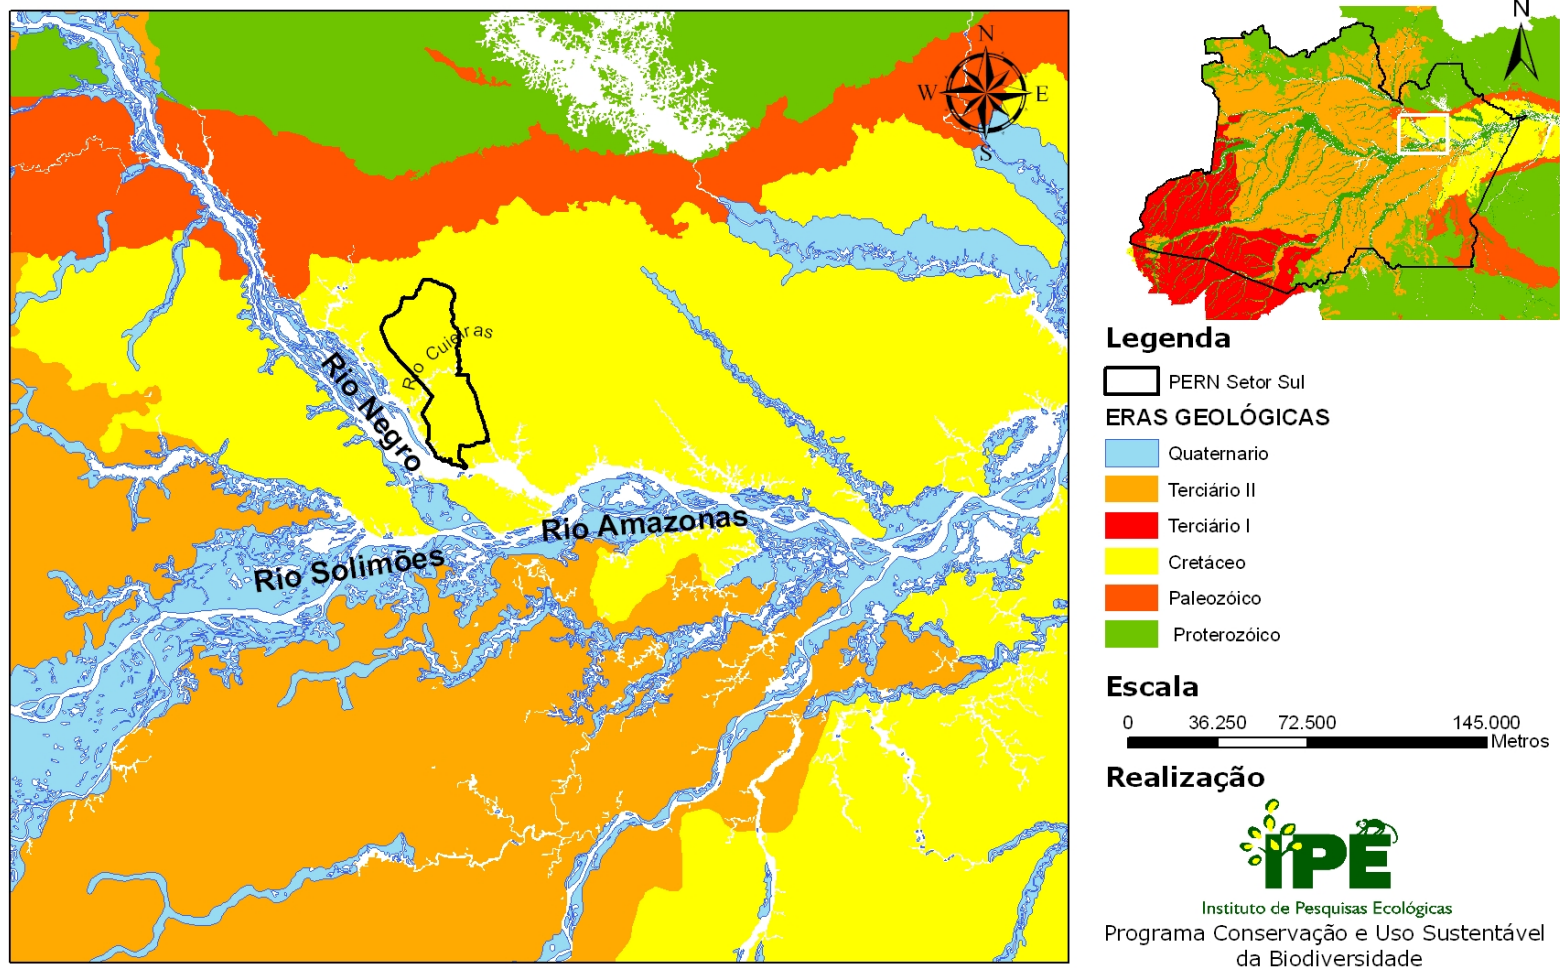 N
W
E
S
Rio Cuieiras
Rio Negro
Rio Amazonas
Rio Solimões
N
Legenda
PERN Setor Sul
ERAS GEOLÓGICAS
Quaternario
Terciário II
Terciário I
Cretáceo
Paleozóico
Proterozóico
Escala
0 36.250 72.500 145.000
Metros
Realização
IPÊ
Instituto de Pesquisas Ecológicas
Programa Conservação e Uso Sustentável
da Biodiversidade